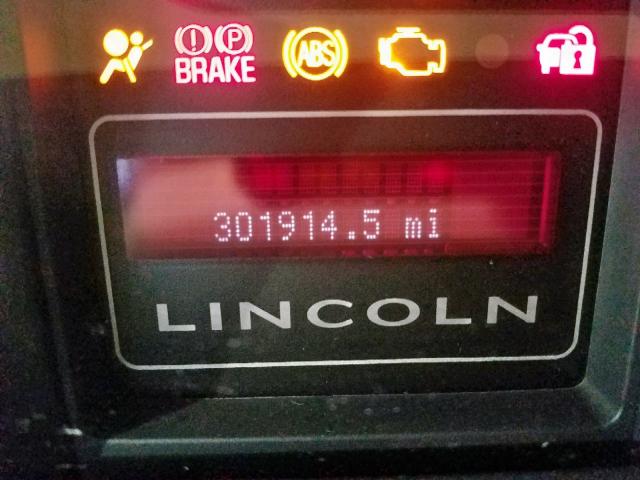 ! P
BRAKE ABS
301914.5 mi
LINCOLN